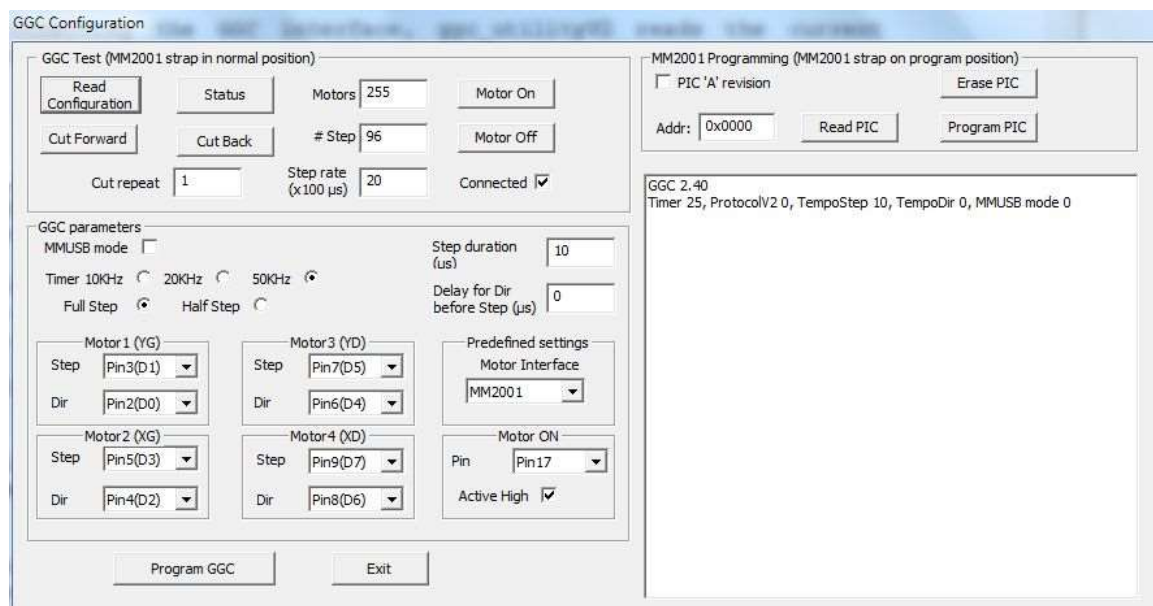 GGC Configuration
GGC Test (MM2001 strap in normal position)
Read Configuration
Status
Motors 255
Motor On
Cut Forward
Cut Back
# Step 96
Motor Off
Cut repeat 1
Step rate (x100 µs) 20
Connected
GGC parameters
MMUSB mode
Step duration (us) 10
Timer 10KHz 20KHz 50KHz
Full Step Half Step
Delay for Dir before Step (µs) 0
Motor1 (YG)
Step Pin3(D1)
Dir Pin2(D0)
Motor3 (YD)
Step Pin7(D5)
Dir Pin6(D4)
Predefined settings
Motor Interface
MM2001
Motor2 (XG)
Step Pin5(D3)
Dir Pin4(D2)
Motor4 (XD)
Step Pin9(D7)
Dir Pin8(D6)
Motor ON
Pin Pin17
Active High
Program GGC
Exit
MM2001 Programming (MM2001 strap on program position)
PIC 'A' revision
Erase PIC
Addr: 0x0000
Read PIC
Program PIC
GGC 2.40
Timer 25, ProtocolV2 0, TempoStep 10, TempoDir 0, MMUSB mode 0